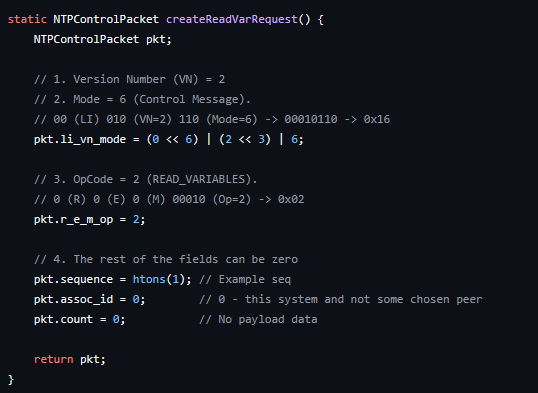 static NTPControlPacket createReadVarRequest() {
NTPControlPacket pkt;
// 1. Version Number (VN) = 2
// 2. Mode = 6 (Control Message).
// 00 (LI) 010 (VN=2) 110 (Mode=6) -> 00010110 -> 0x16
pkt.li_vn_mode = (0 << 6) | (2 << 3) | 6;
// 3. OpCode = 2 (READ_VARIABLES).
// 0 (R) 0 (E) 0 (M) 00010 (Op=2) -> 0x02
pkt.r_e_m_op = 2;
// 4. The rest of the fields can be zero
pkt.sequence = htons(1); // Example seq
pkt.assoc_id = 0; // 0 - this system and not some chosen peer
pkt.count = 0; // No payload data
return pkt;
}